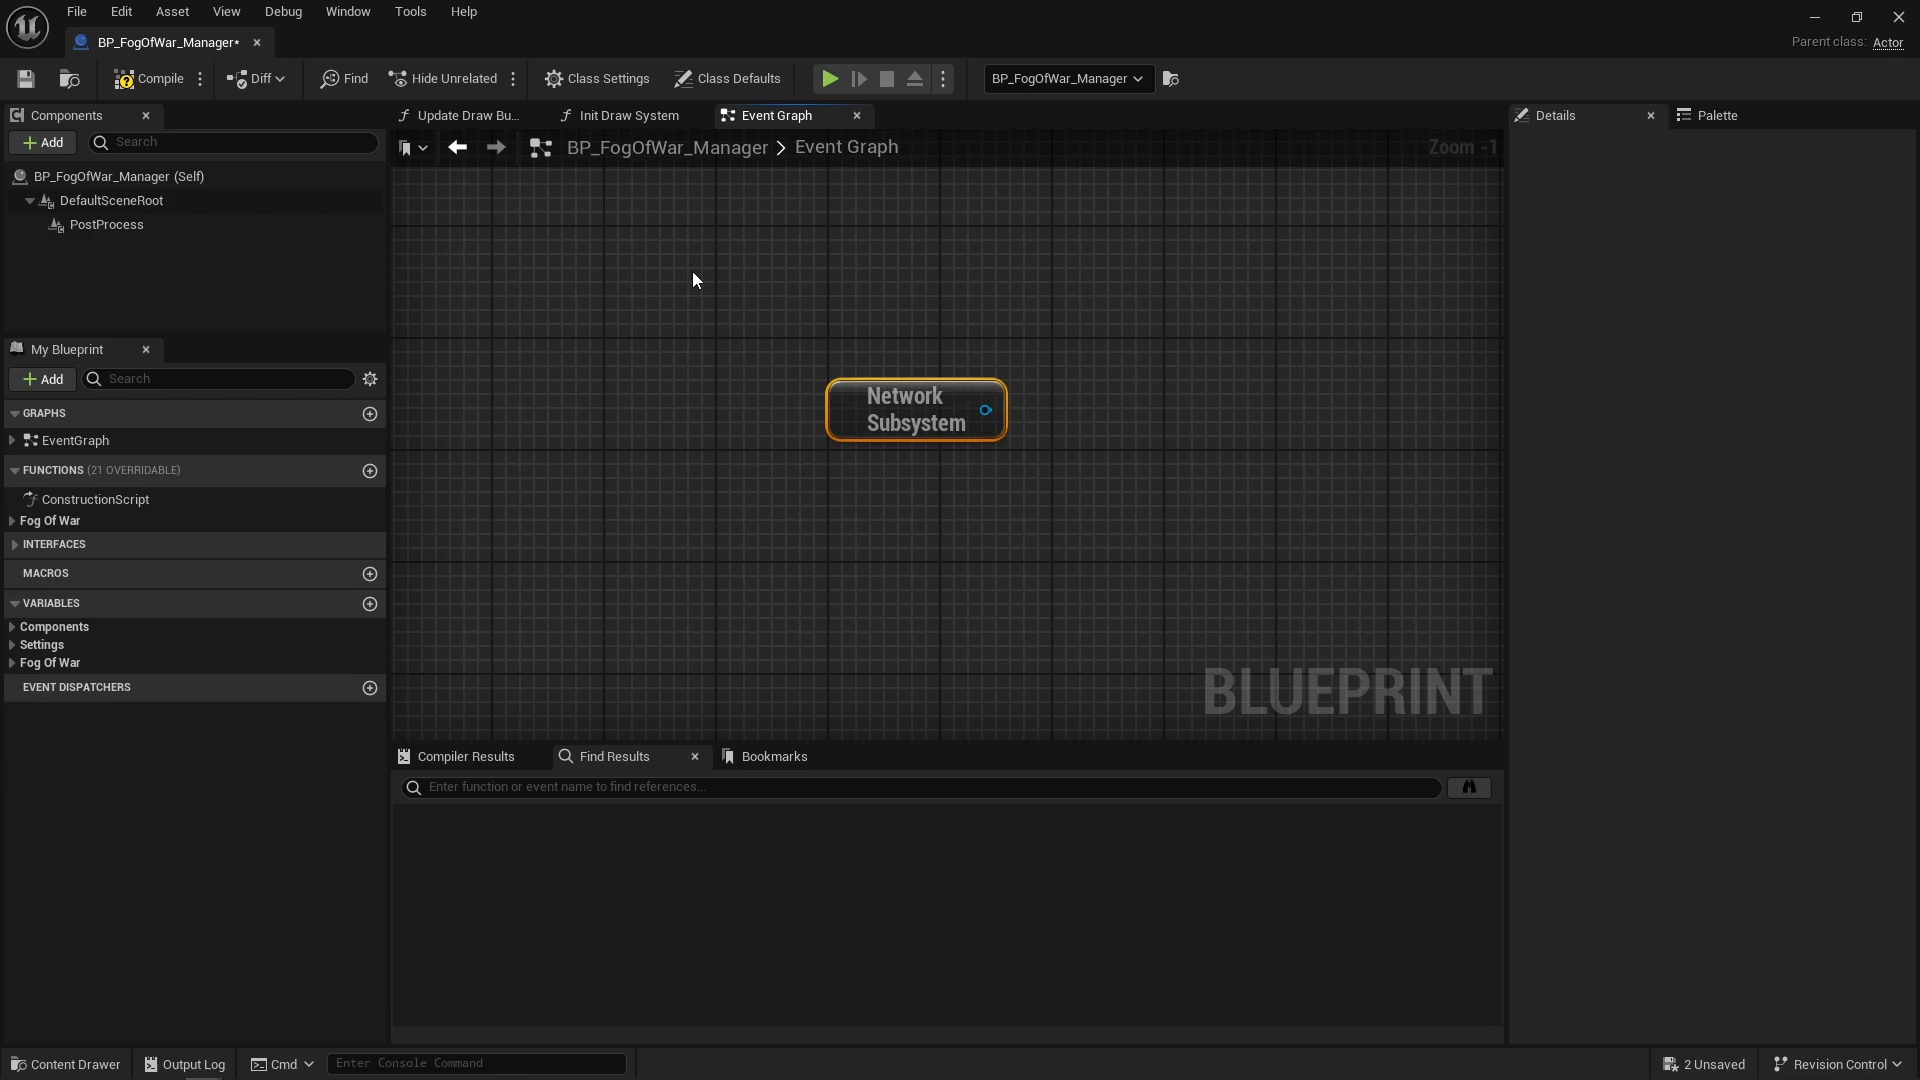 File Edit Asset View Debug Window Tools Help
BP_FogOfWar_Manager*
Parent class: Actor
Compile Diff Find Hide Unrelated Class Settings Class Defaults BP_FogOfWar_Manager
Components
Add Search
BP_FogOfWar_Manager (Self)
DefaultSceneRoot
PostProcess
My Blueprint
Add Search
GRAPHS
EventGraph
FUNCTIONS (21 OVERRIDABLE)
ConstructionScript
Fog Of War
INTERFACES
MACROS
VARIABLES
Components
Settings
Fog Of War
EVENT DISPATCHERS
Update Draw Bu... Init Draw System Event Graph
BP_FogOfWar_Manager > Event Graph
Zoom -1
Network
Subsystem
BLUEPRINT
Compiler Results Find Results Bookmarks
Enter function or event name to find references...
Details Palette
Content Drawer Output Log Cmd Enter Console Command 2 Unsaved Revision Control